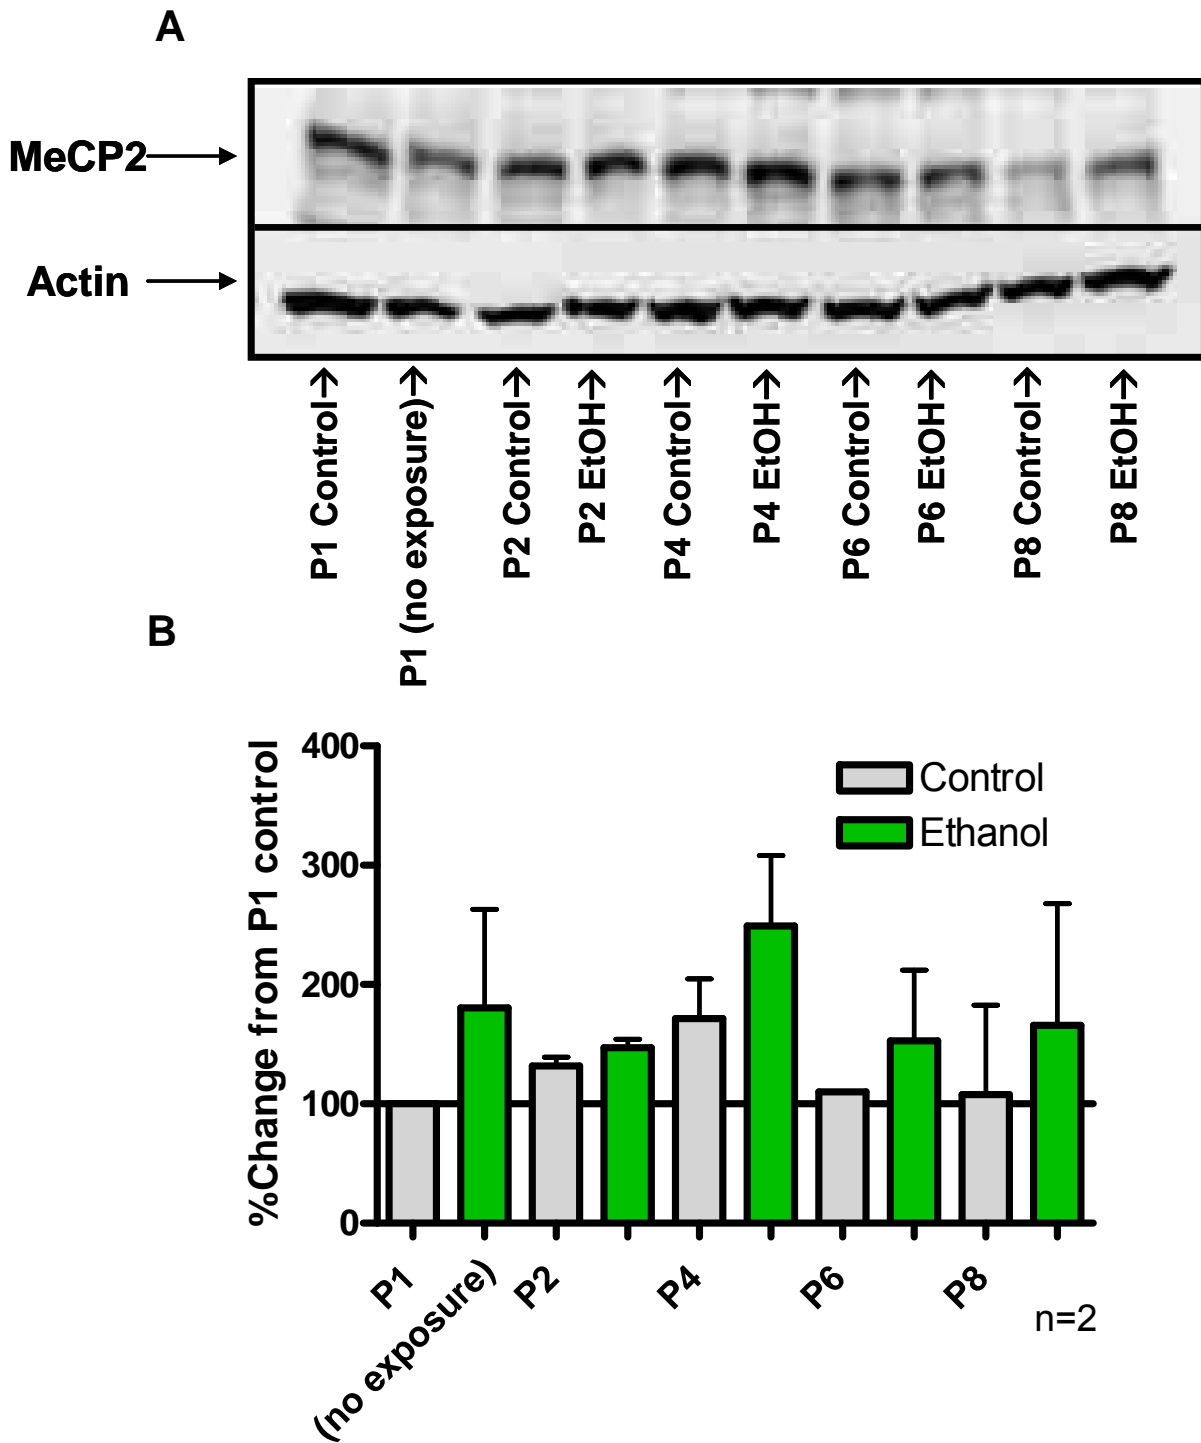 A
MeCP2
Actin
P1 Control→
P1 (no exposure)→
P2 Control→
P2 EtOH→
P4 Control→
P4 EtOH→
P6 Control→
P6 EtOH→
P8 Control→
P8 EtOH→
B
%Change from P1 control
400
300
200
100
0
Control
Ethanol
P1
(no exposure)
P2
P4
P6
P8
n=2